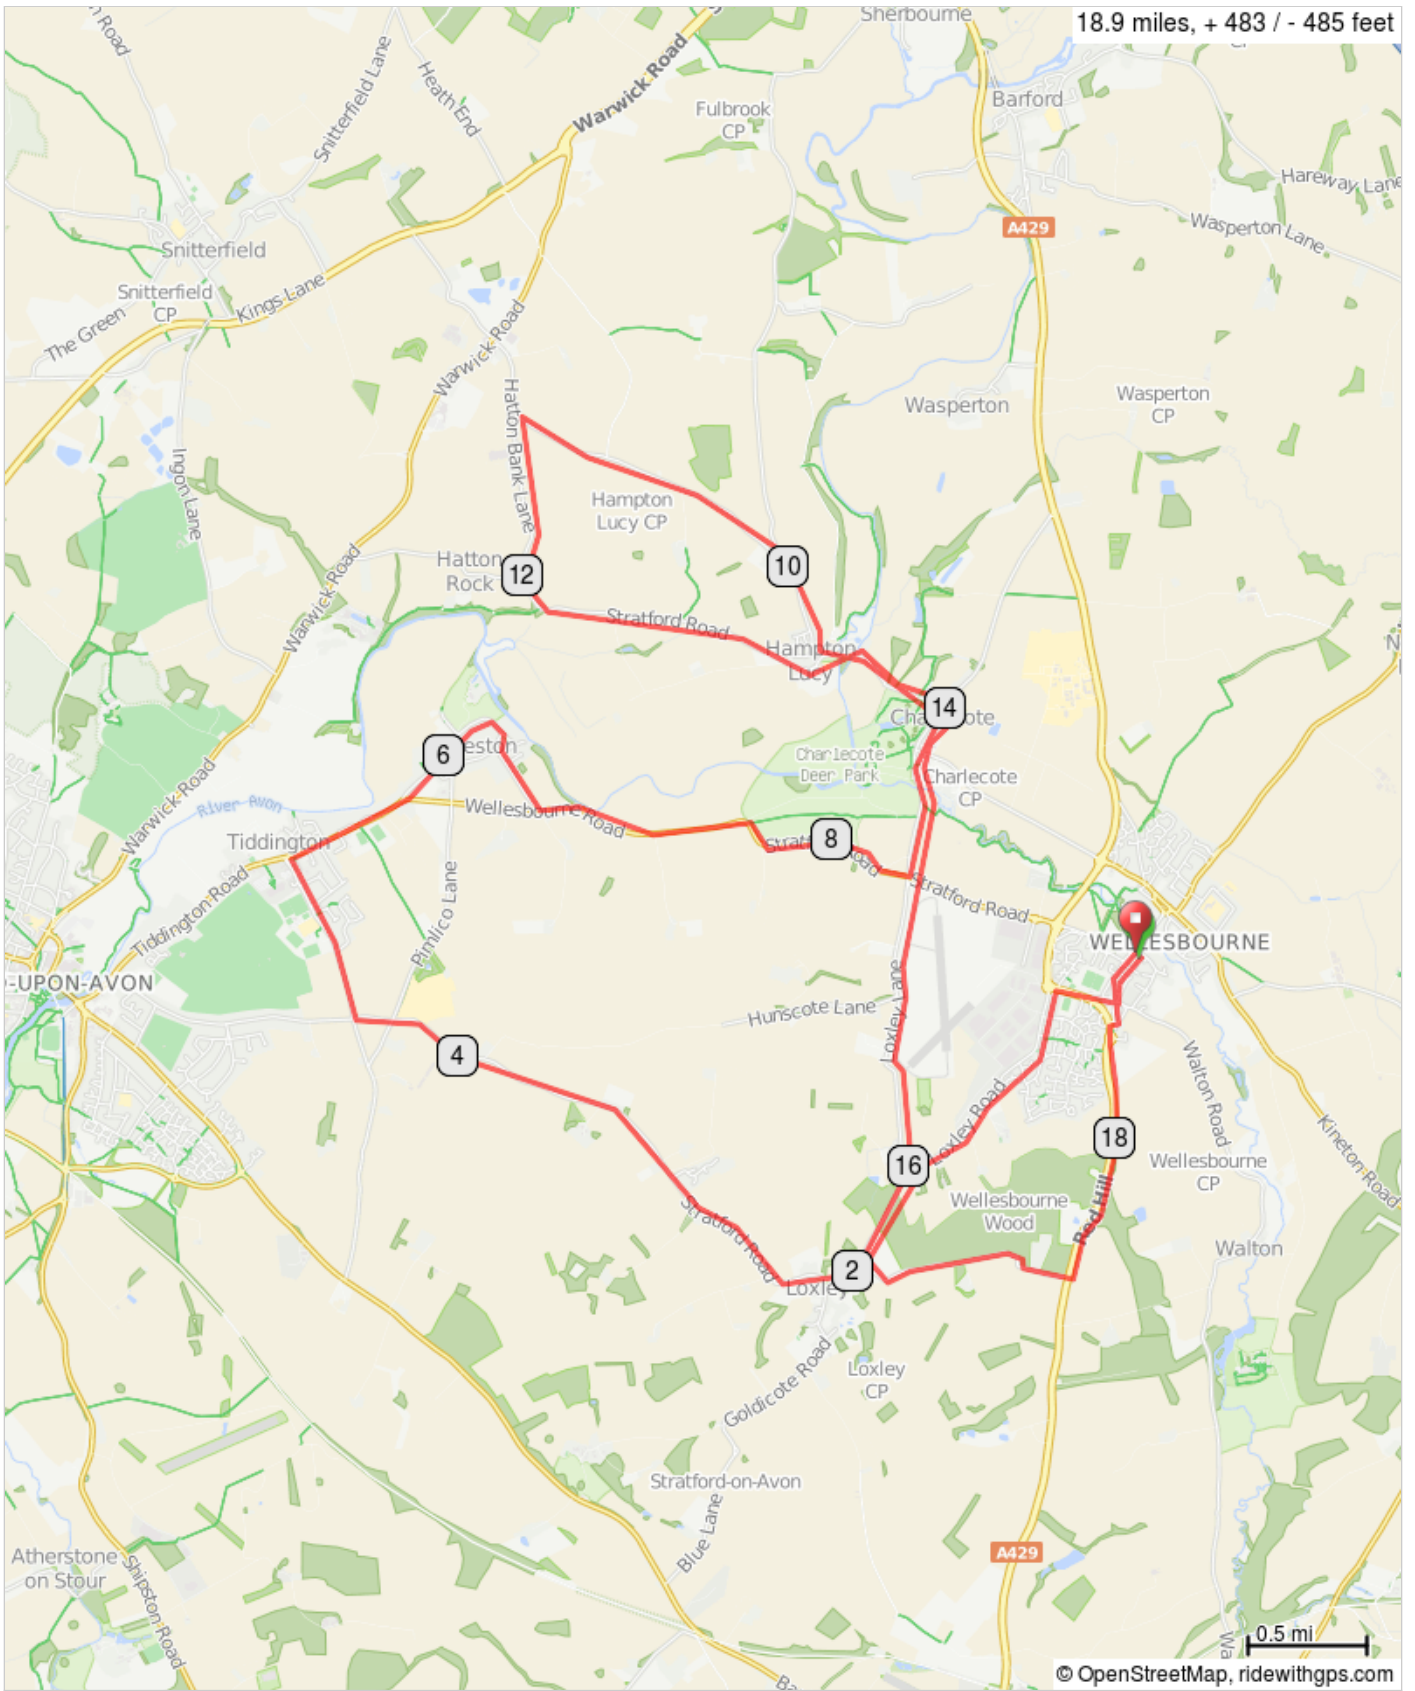 18.9 miles, + 483 / - 485 feet
Road
Sherbourne
Snitterfield Lane
Heath End
Warwick Road
Fulbrook
CP
Barford
Hareway Lane
A429
Wasperton Lane
Snitterfield
Snitterfield
CP
Kings Lane
The Green
Warwick Road
Wasperton
CP
Wasperton
Hatton Bank Lane
Ingon Lane
Hampton
Lucy CP
Hatton
Rock
12
10
Warwick Road
Stratford Road
Hampton
Lucy
14
Charlecote
6
Charlecote
Deer Park
Charlecote
CP
Warwick Road
River Avon
Wellesbourne Road
Tiddington
8
Stratford Road
Stratford Road
Tiddington Road
Pimlico Lane
WELLESBOURNE
-UPON-AVON
Hunscote Lane
Loxley Lane
4
Walton Road
Loxley Road
18
Kineton Road
16
Wellesbourne
CP
Wellesbourne
Wood
Red Hill
Stratford Road
Walton
2
Loxley
Loxley
CP
Goldicote Road
Stratford-on-Avon
Blue Lane
A429
Atherstone
on Stour
Shipston Road
0.5 mi
© OpenStreetMap, ridewithgps.com